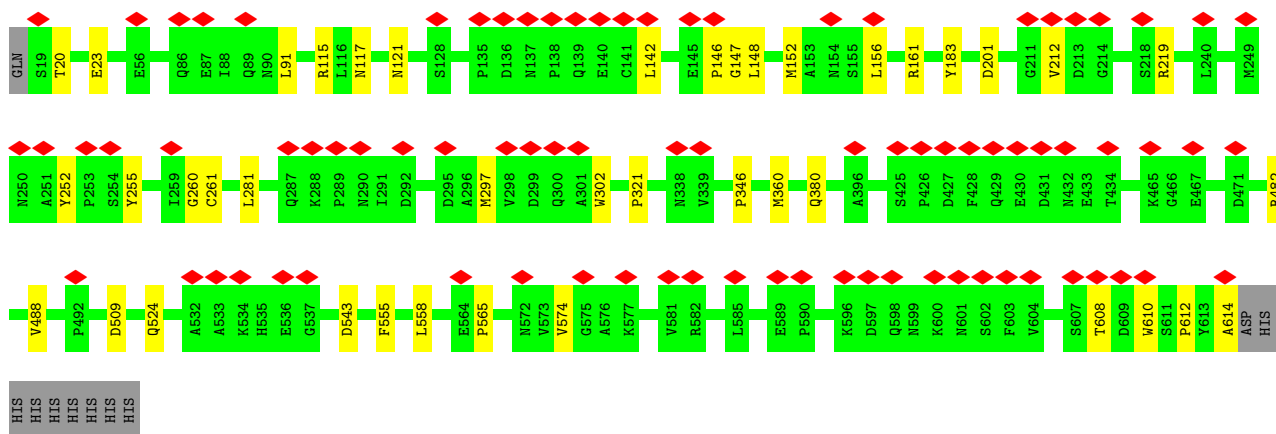 GLN S19 T20 E23 E56 Q86 E87 I88 Q89 N90 L91 R115 L116 N117 N121 S128 P135 D136 N137 P138 Q139 E140 C141 L142 E145 P146 G147 L148 M152 A153 N154 S155 L156 R161 Y183 D201 G211 V212 D213 G214 S218 R219 L240 M249
N250 A251 Y252 P253 S254 Y255 I259 G260 C261 L281 Q287 K288 P289 N290 I291 D292 D295 A296 M297 V298 D299 Q300 A301 W302 P321 N338 V339 P346 M360 Q380 A396 S425 P426 D427 F428 Q429 E430 D431 N432 E433 T434 K465 G466 E467 D471 R482
V488 P492 D509 Q524 A532 A533 K534 H535 E536 G537 D543 F555 L558 E564 P565 N572 V573 V574 G575 A576 K577 V581 R582 L585 E589 P590 K596 D597 Q598 N599 K600 N601 S602 F603 V604 S607 T608 D609 W610 S611 P612 Y613 A614 ASP HIS
HIS HIS HIS HIS HIS HIS